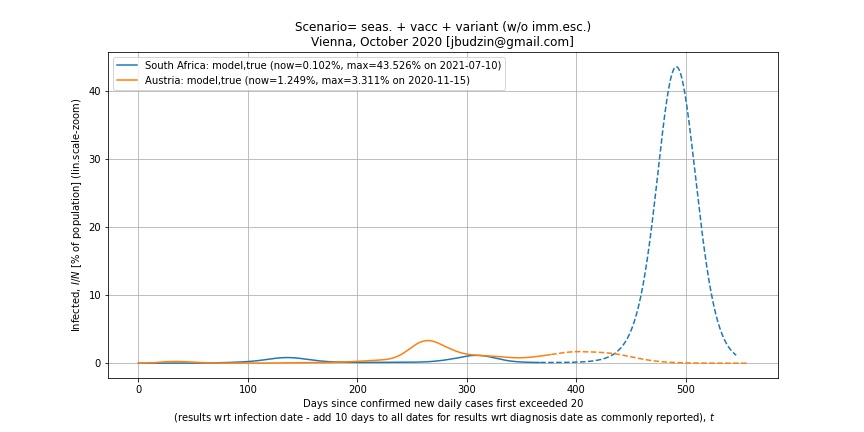 Scenario= seas. + vacc + variant (w/o imm.esc.)
Vienna, October 2020 [jbudzin@gmail.com]
South Africa: model,true (now=0.102%, max=43.526% on 2021-07-10)
Austria: model,true (now=1.249%, max=3.311% on 2020-11-15)
Infected, I/N [% of population] (lin.scale-zoom)
40
30
20
10
0
0 100 200 300 400 500
Days since confirmed new daily cases first exceeded 20
(results wrt infection date - add 10 days to all dates for results wrt diagnosis date as commonly reported), t